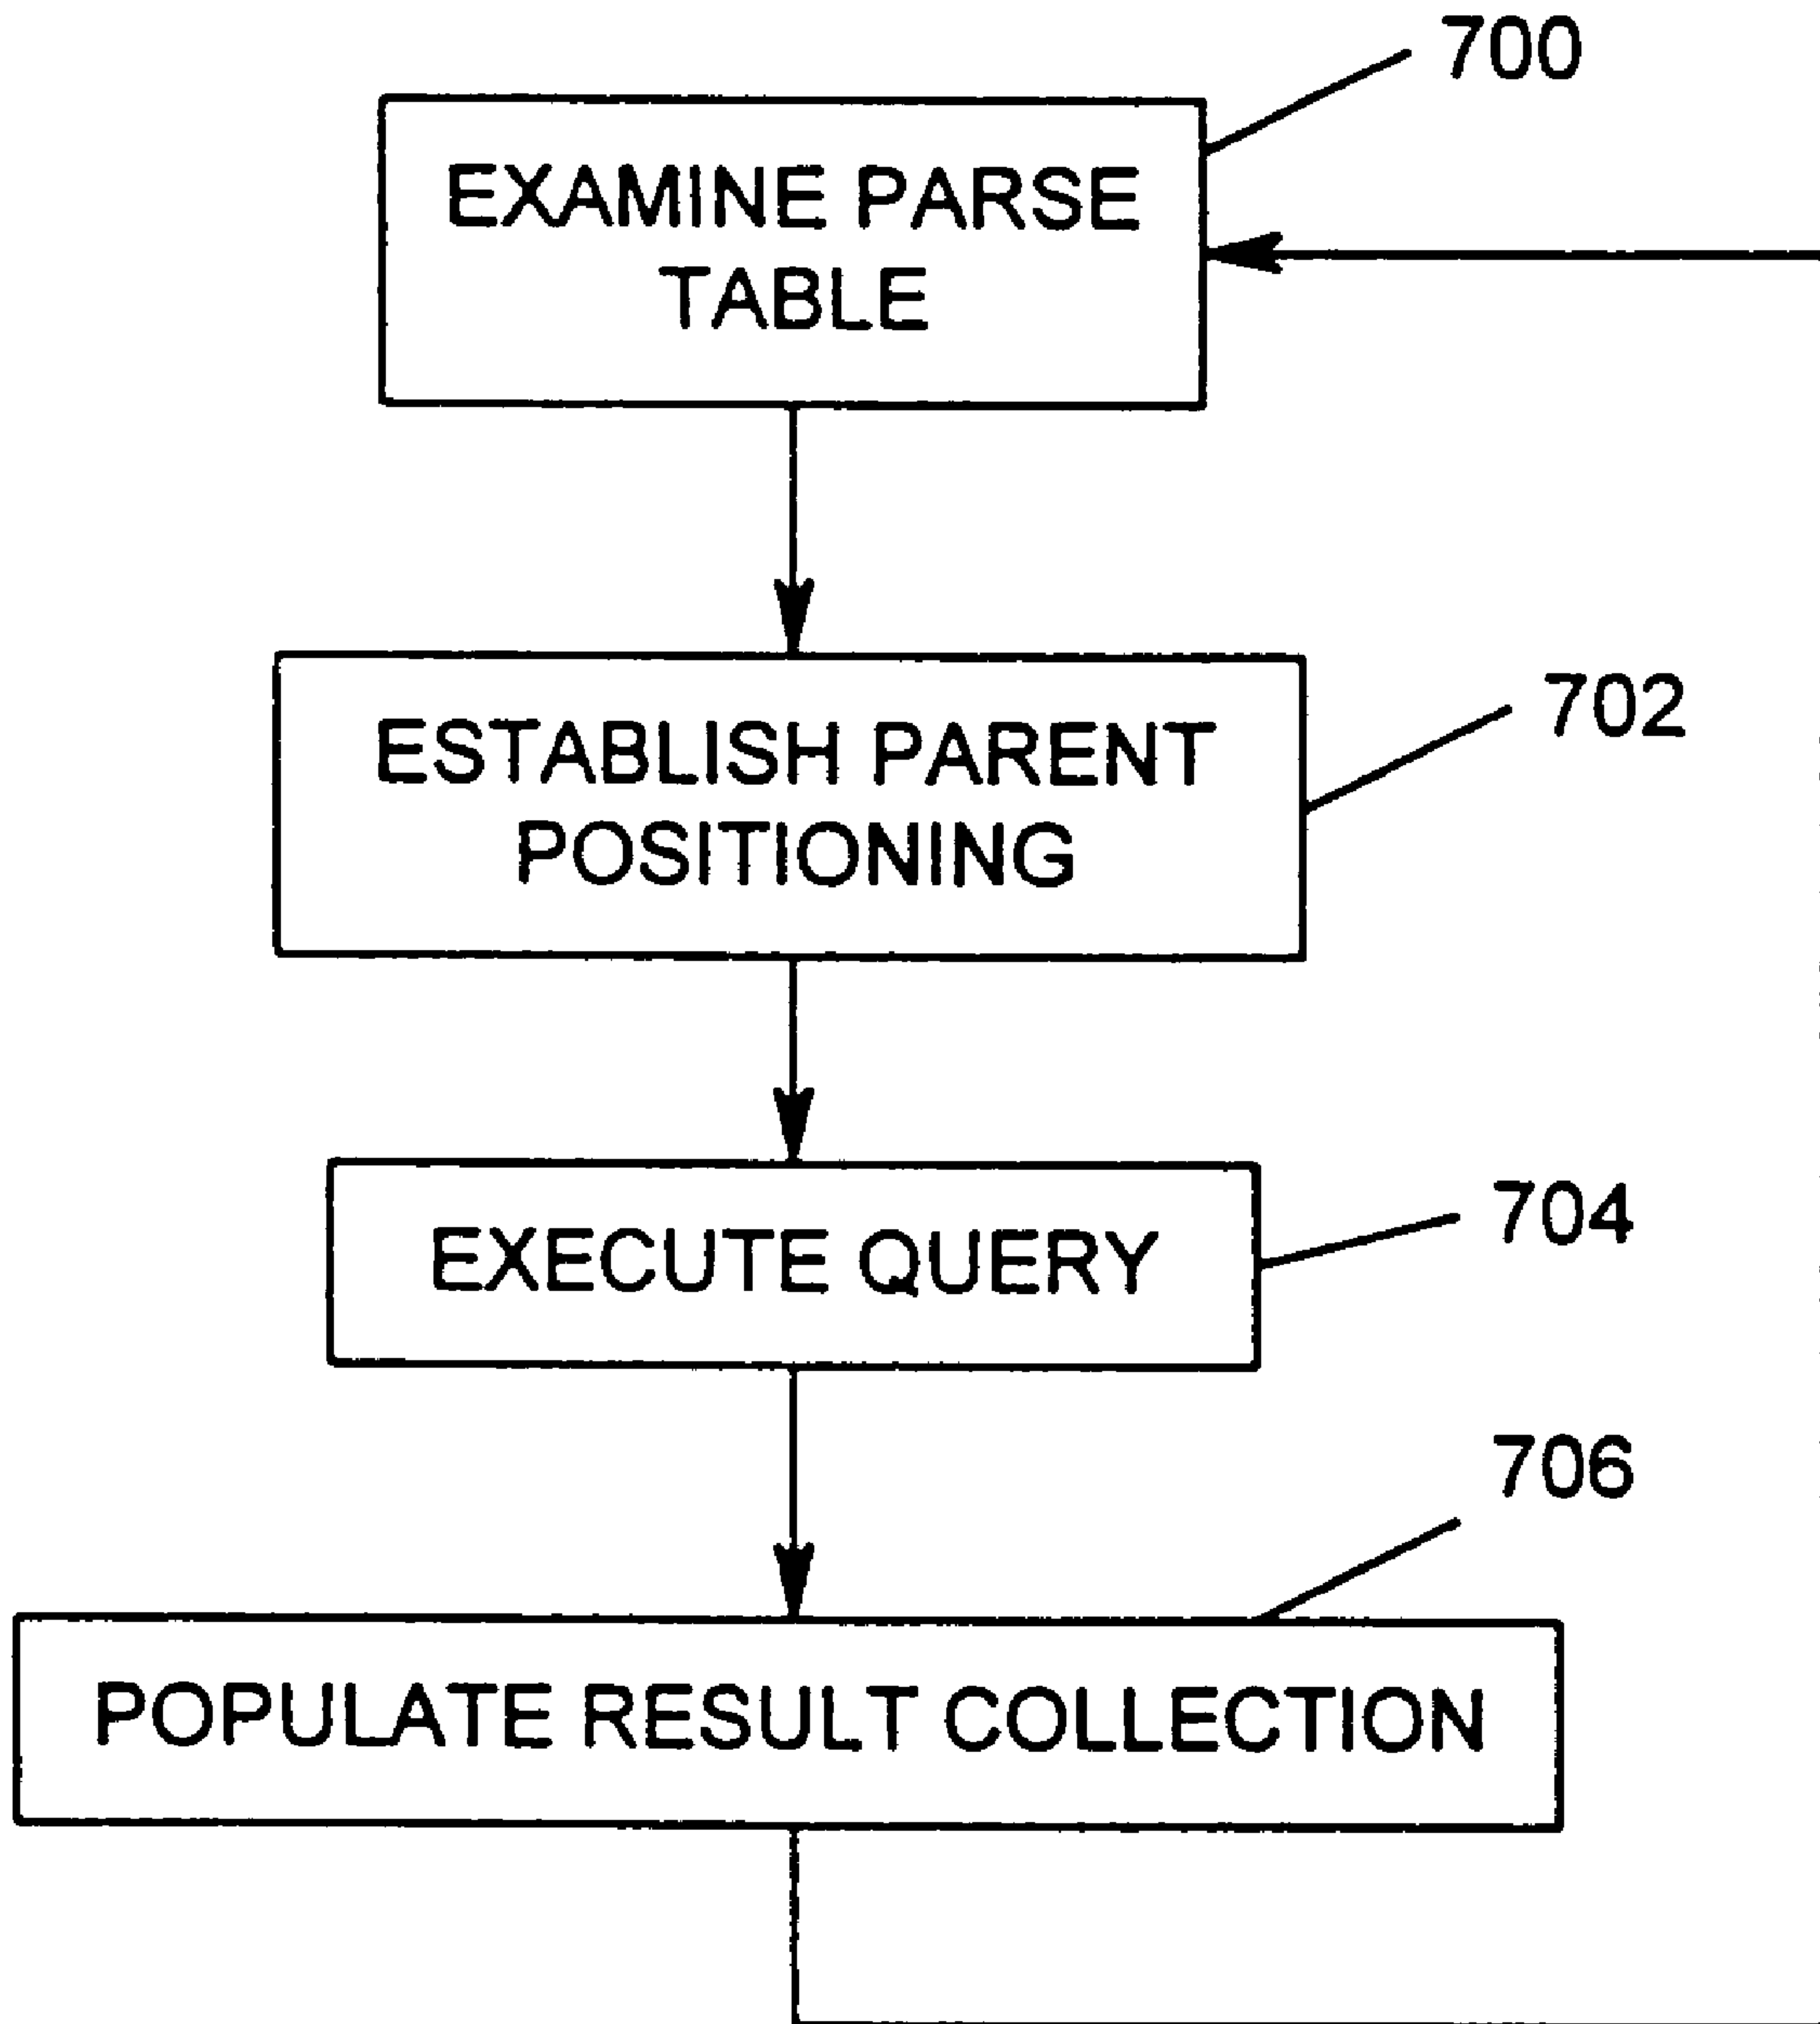 700
EXAMINE PARSE
TABLE
702
ESTABLISH PARENT
POSITIONING
704
EXECUTE QUERY
706
POPULATE RESULT COLLECTION